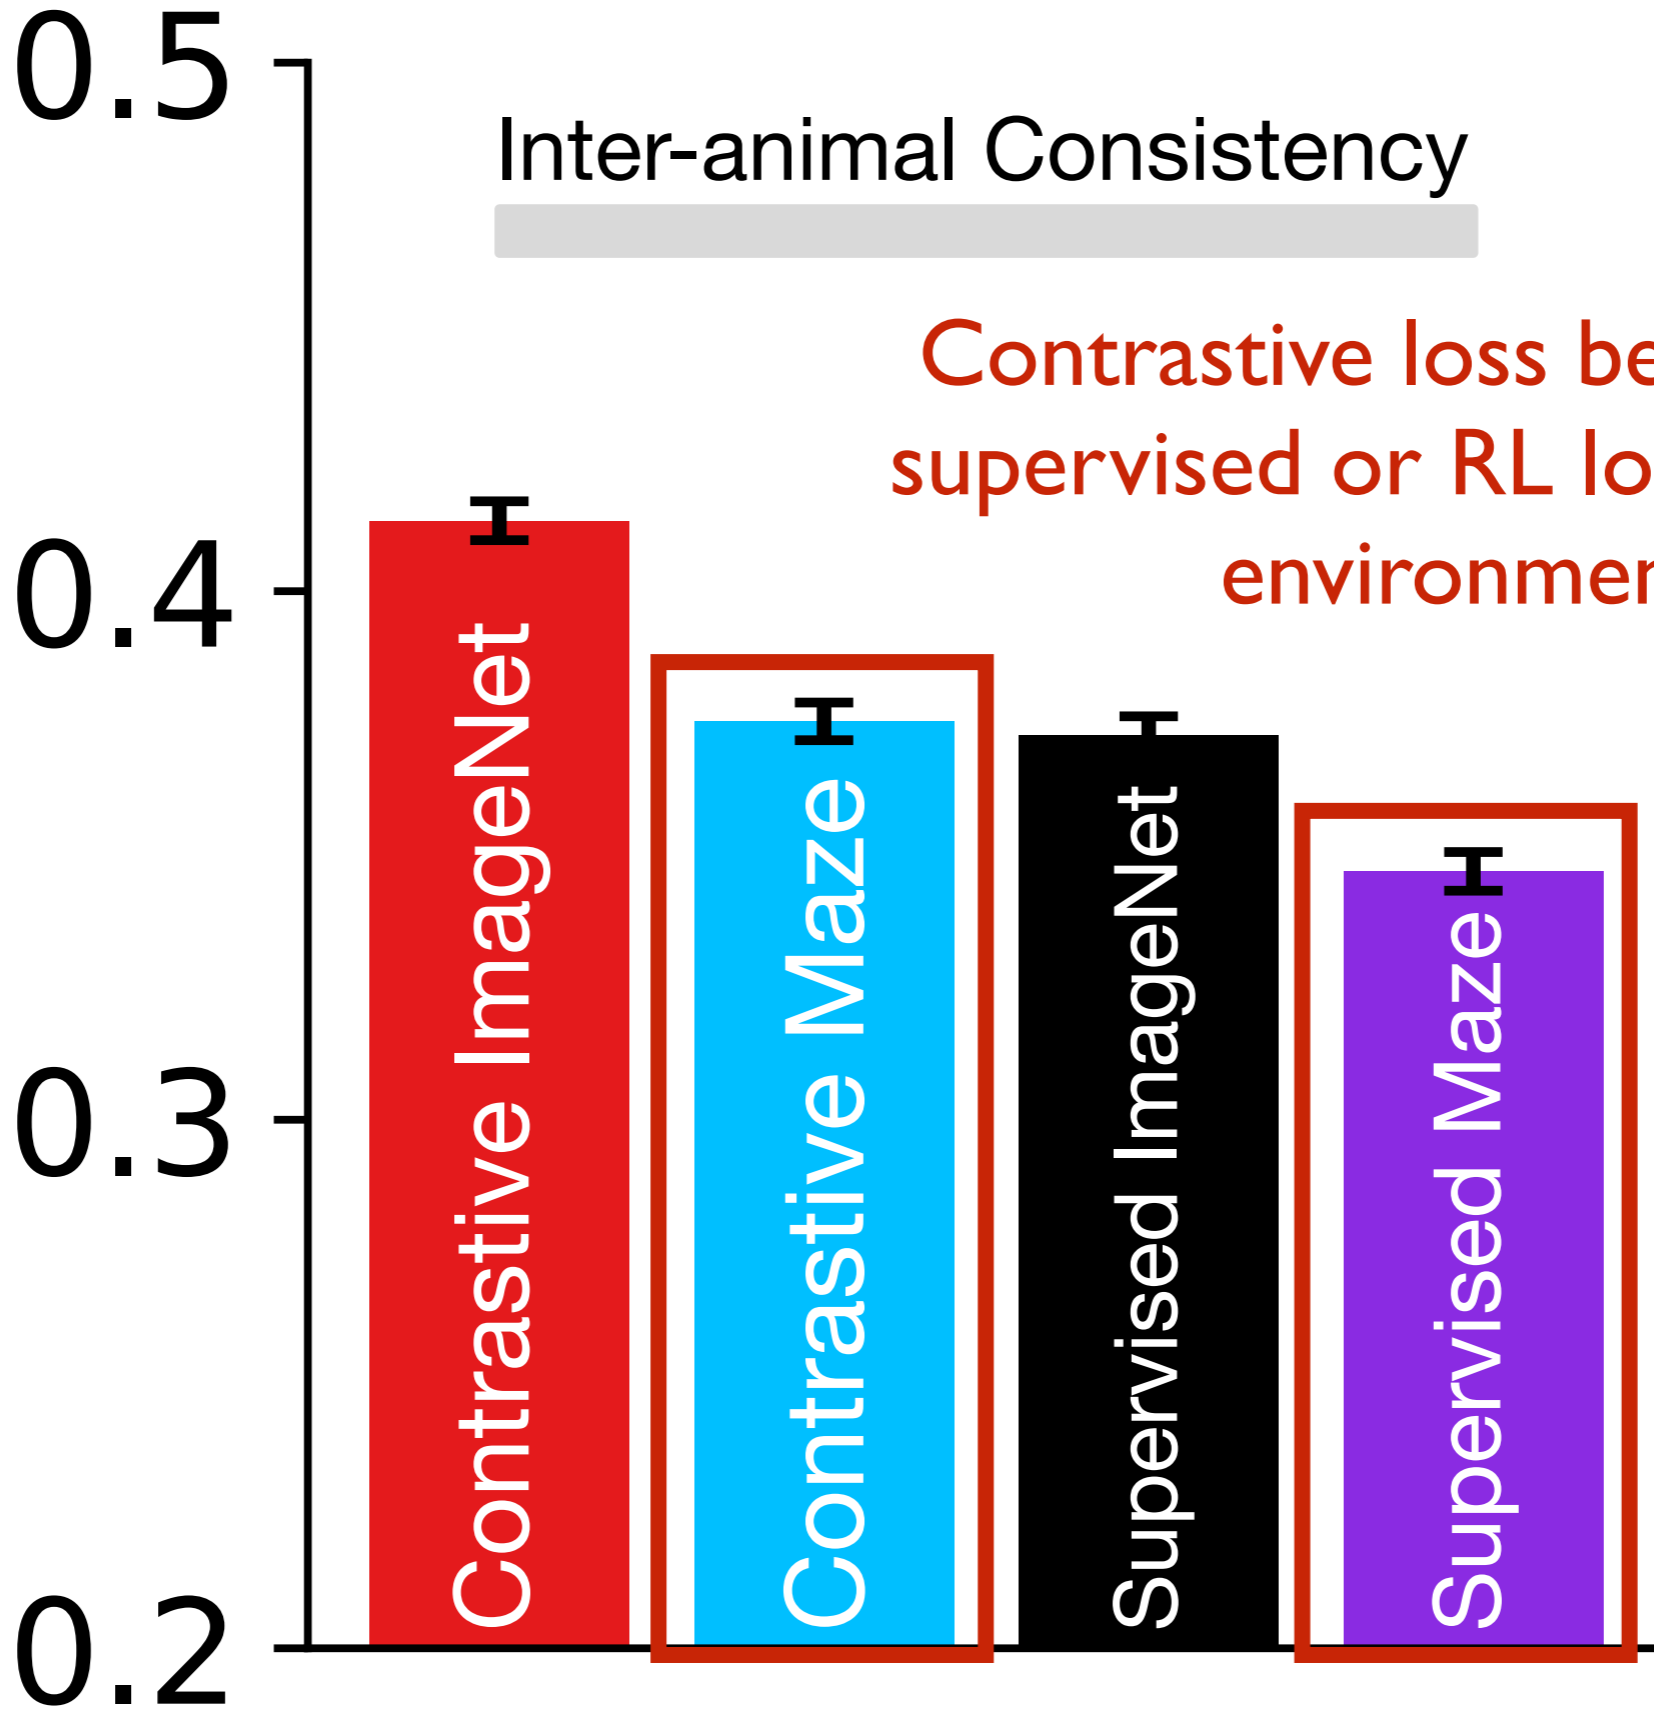 0.5
Inter-animal Consistency
Contrastive loss be
supervised or RL lo
environmen
0.4
0.3
0.2
Contrastive ImageNet
Contrastive Maze
Supervised ImageNet
Supervised Maze